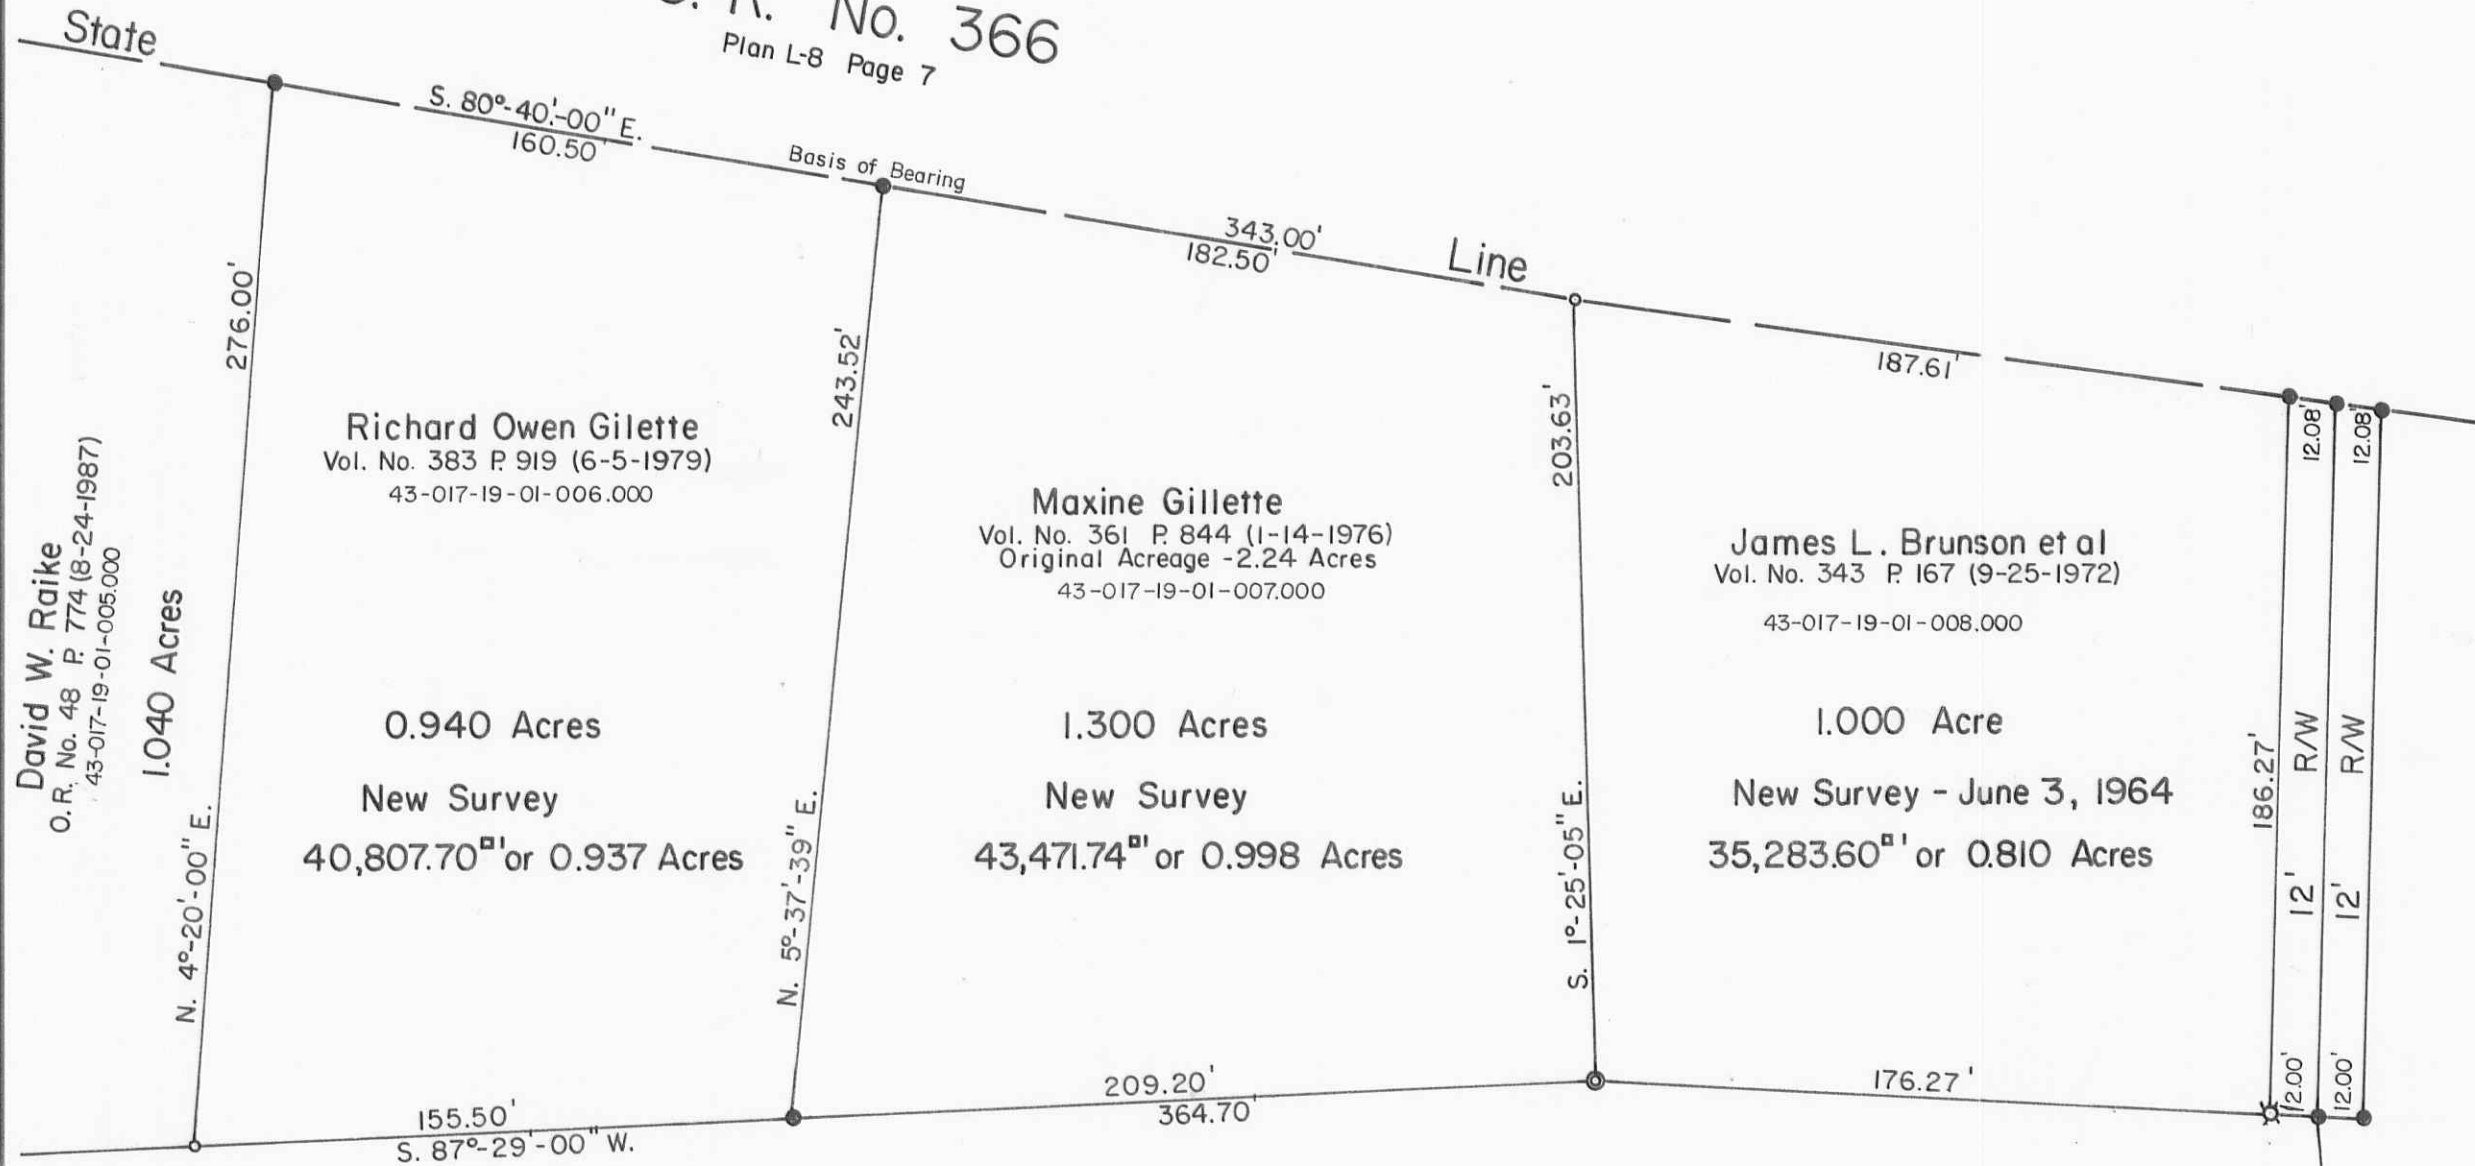 R. No. 366
Plan L-8 Page 7
State
S. 80°-40'-00" E.
160.50'
Basis of Bearing
343.00'
182.50'
Line
187.61'
276.00'
243.52'
203.63'
12.08'
12.08'
David W. Raike
O.R. No. 48 P. 774 (8-24-1987)
43-017-19-01-005.000
1.040 Acres
N. 4°-20'-00" E.
Richard Owen Gilette
Vol. No. 383 P. 919 (6-5-1979)
43-017-19-01-006.000
0.940 Acres
New Survey
40,807.70□' or 0.937 Acres
N. 5°-37'-39" E.
Maxine Gillette
Vol. No. 361 P. 844 (1-14-1976)
Original Acreage -2.24 Acres
43-017-19-01-007.000
1.300 Acres
New Survey
43,471.74□' or 0.998 Acres
S. 1°-25'-05" E.
James L. Brunson et al
Vol. No. 343 P. 167 (9-25-1972)
43-017-19-01-008.000
1.000 Acre
New Survey - June 3, 1964
35,283.60□' or 0.810 Acres
186.27'
12' R/W
12' R/W
155.50'
S. 87°-29'-00" W.
209.20'
364.70'
176.27'
12.00'
12.00'